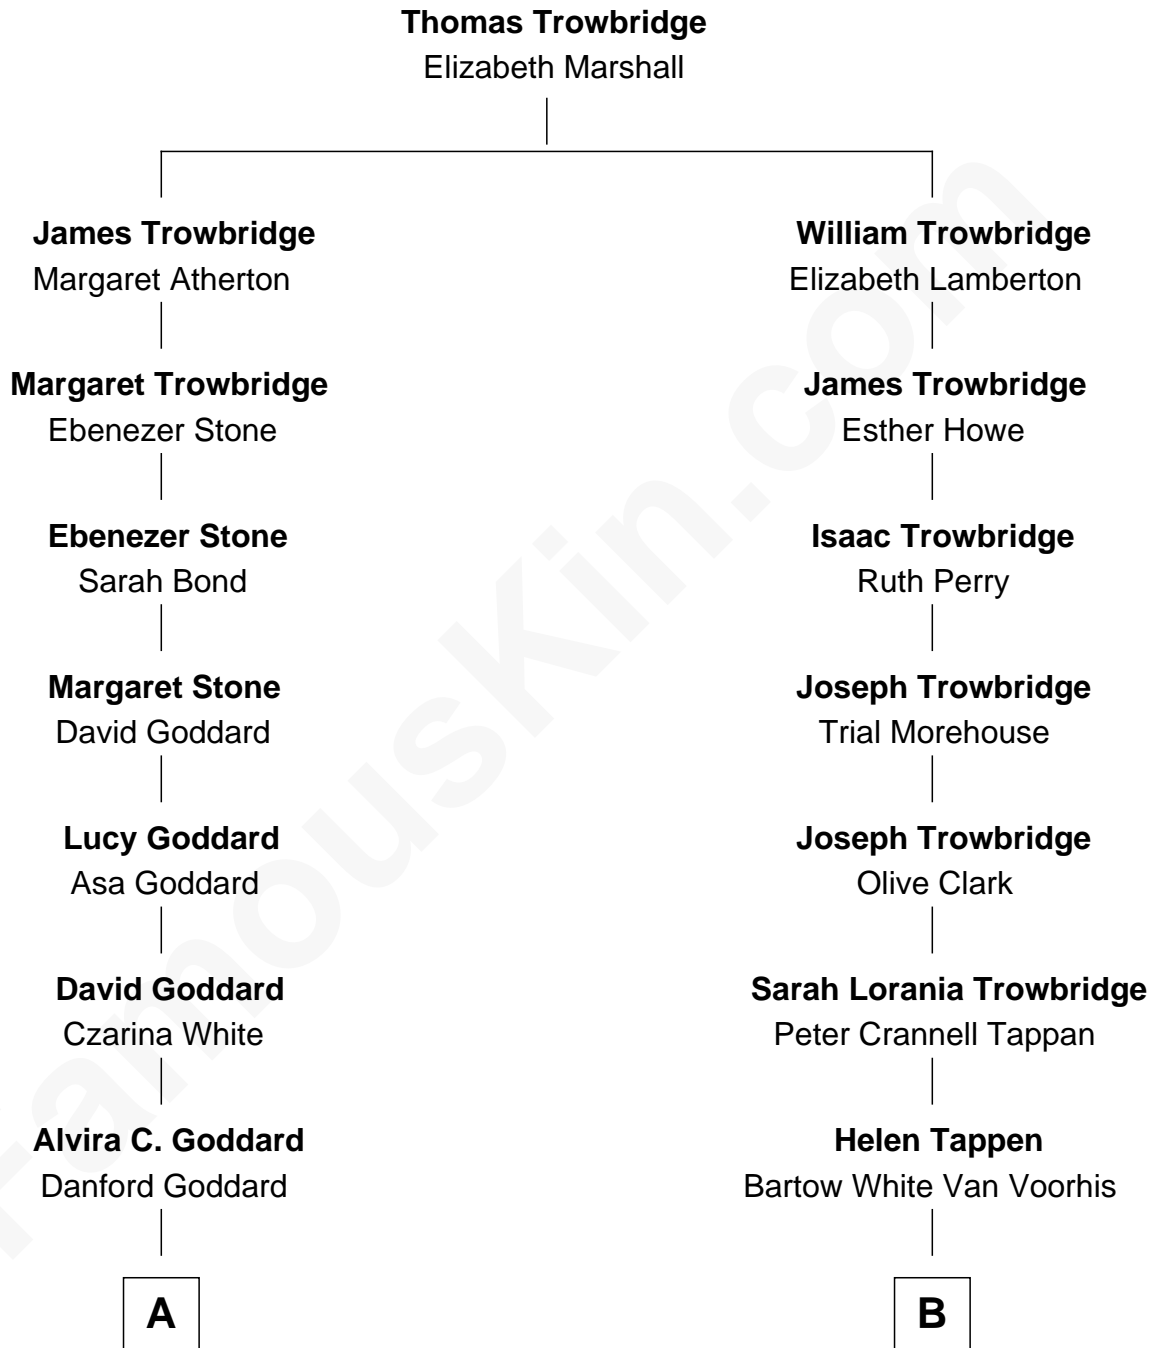 Thomas Trowbridge
Elizabeth Marshall
James Trowbridge
Margaret Atherton
William Trowbridge
Elizabeth Lamberton
Margaret Trowbridge
Ebenezer Stone
James Trowbridge
Esther Howe
Ebenezer Stone
Sarah Bond
Isaac Trowbridge
Ruth Perry
Margaret Stone
David Goddard
Joseph Trowbridge
Trial Morehouse
Lucy Goddard
Asa Goddard
Joseph Trowbridge
Olive Clark
David Goddard
Czarina White
Sarah Lorania Trowbridge
Peter Crannell Tappan
Alvira C. Goddard
Danford Goddard
Helen Tappen
Bartow White Van Voorhis
A
B
FamousKin.com